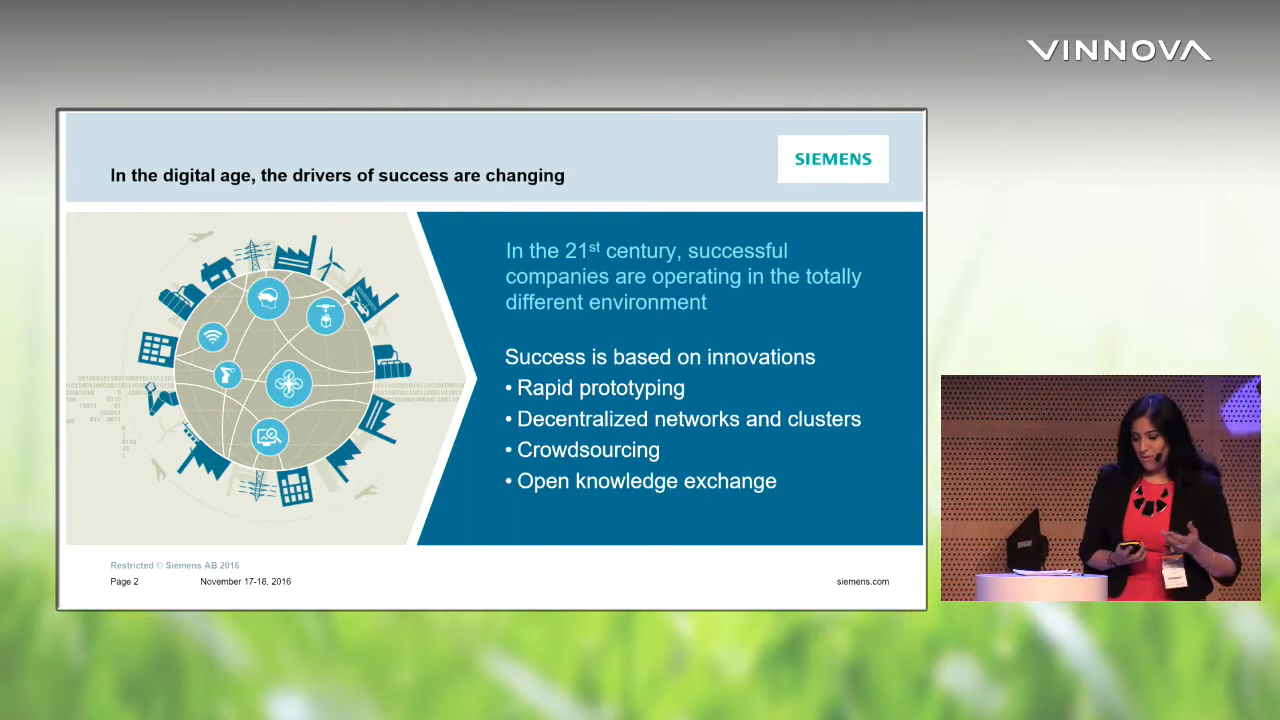 VINNOVA
SIEMENS
In the digital age, the drivers of success are changing
In the 21st century, successful
companies are operating in the totally
different environment
Success is based on innovations
• Rapid prototyping
• Decentralized networks and clusters
• Crowdsourcing
• Open knowledge exchange
Restricted © Siemens AB 2016
Page 2
November 17-18, 2016
siemens.com